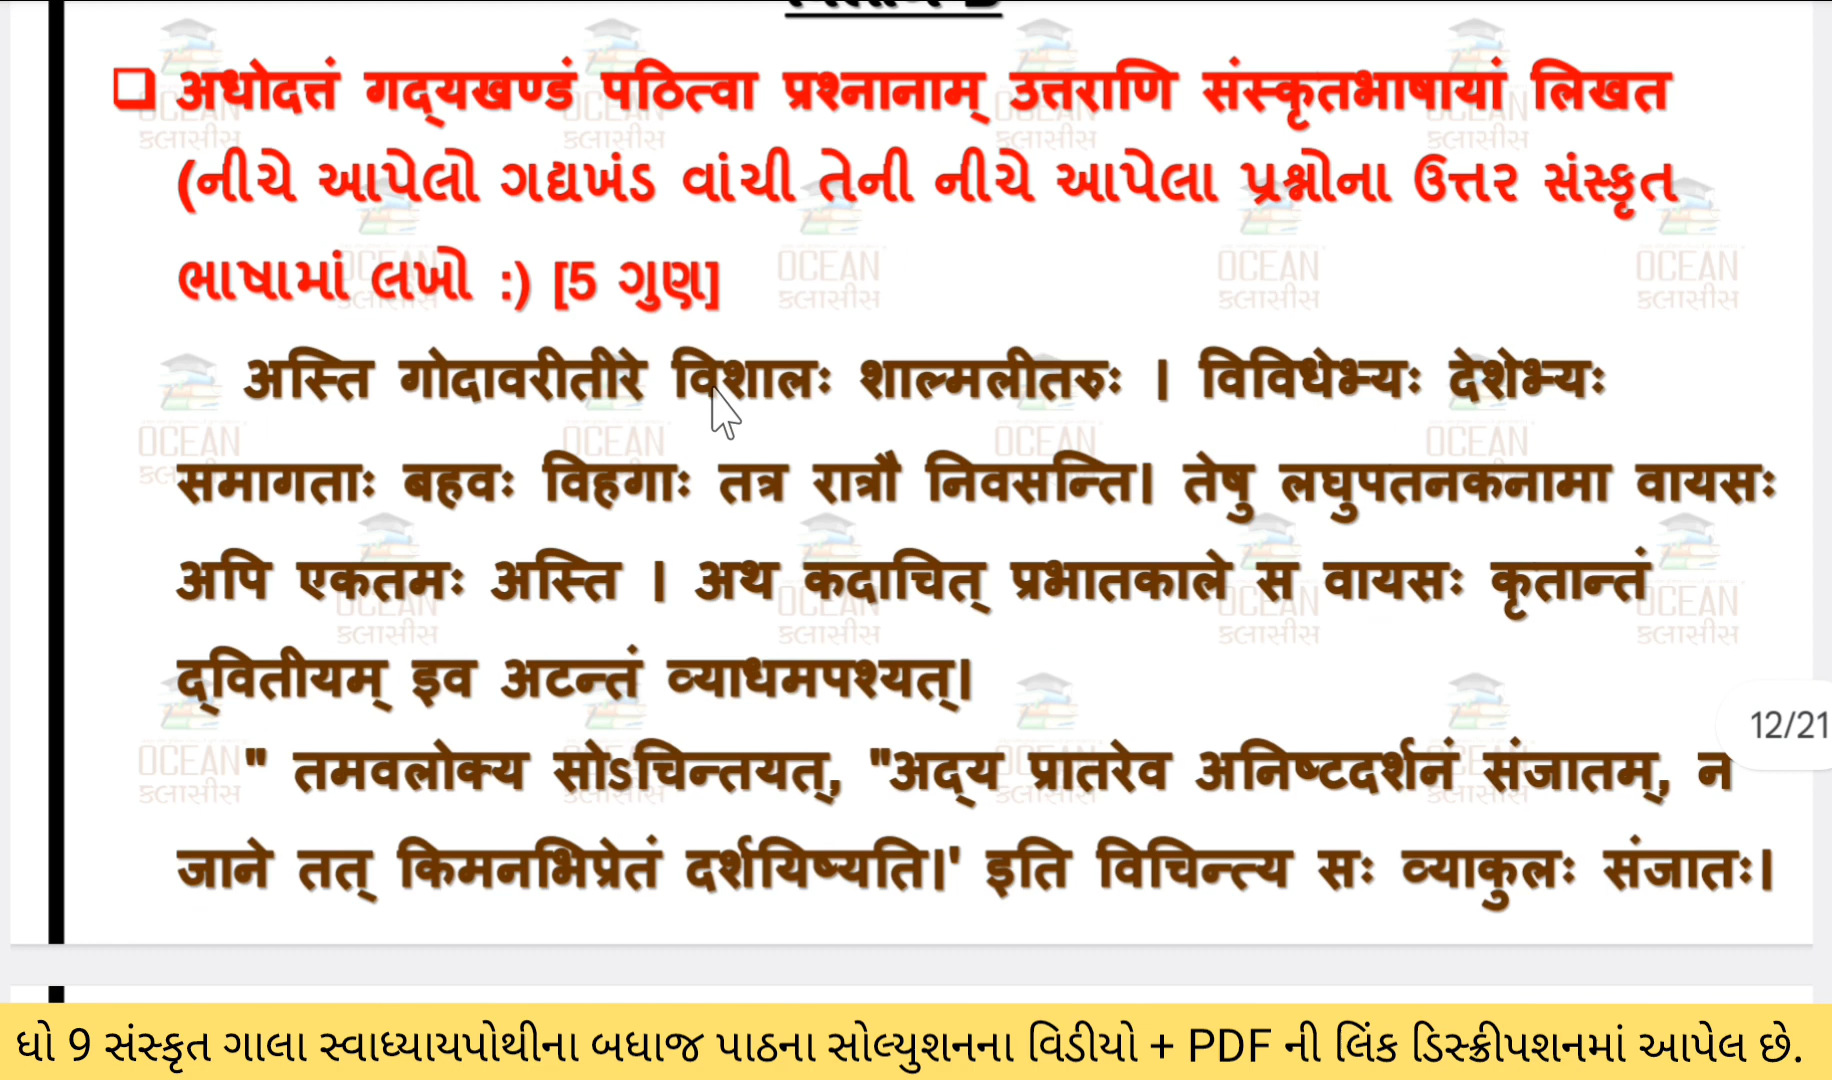 ❑ अधोदत्तं गद्यखण्डं पठित्वा प्रश्नानाम् उत्तराणि संस्कृतभाषायां लिखत
(નીચે આપેલો ગદ્યખંડ વાંચી તેની નીચે આપેલા પ્રશ્નોના ઉત્તર સંસ્કૃત
ભાષામાં લખો :) [5 ગુણ]
अस्ति गोदावरीतीरे विशालः शाल्मलीतरुः । विविधेभ्यः देशेभ्यः
समागताः बहवः विहगाः तत्र रात्रौ निवसन्ति। तेषु लघुपतनकनामा वायसः
अपि एकतमः अस्ति । अथ कदाचित् प्रभातकाले स वायसः कृतान्तं
द्वितीयम् इव अटन्तं व्याधमपश्यत्।
" तमवलोक्य सोऽचिन्तयत्, "अद्य प्रातरेव अनिष्टदर्शनं संजातम्, न
जाने तत् किमनभिप्रेतं दर्शयिष्यति।' इति विचिन्त्य सः व्याकुलः संजातः।
12/21
ધો 9 સંસ્કૃત ગાલા સ્વાધ્યાયપોથીના બધાજ પાઠના સોલ્યુશનના વિડીયો + PDF ની લિંક ડિસ્ક્રીપશનમાં આપેલ છે.